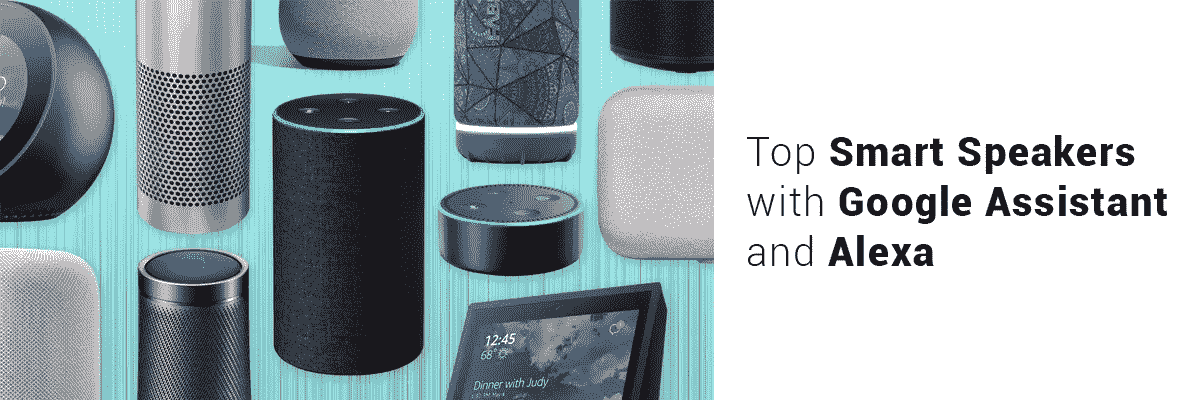 Top Smart Speakers
with Google Assistant
and Alexa
12:45
68°
Dinner with Judy